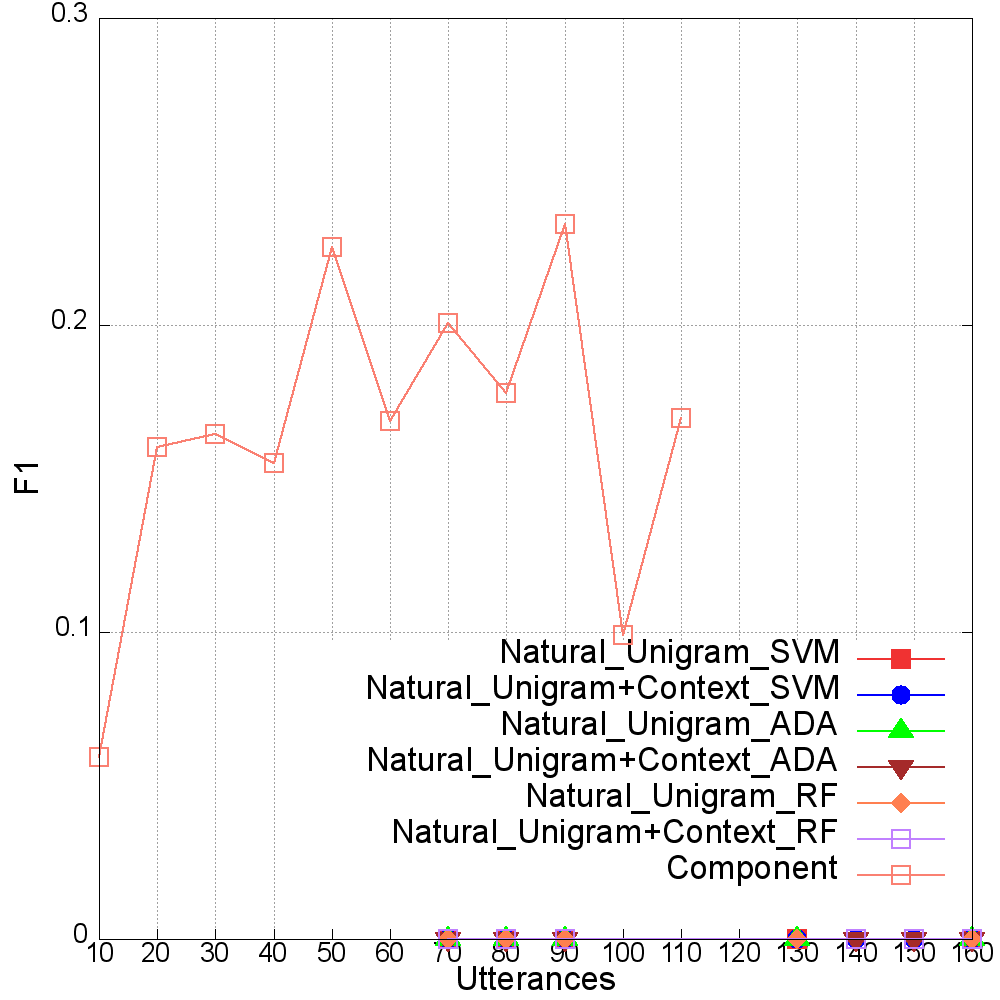 0.3
0.2
F1
0.1
Natural_Unigram_SVM
Natural_Unigram+Context_SVM
Natural_Unigram_ADA
Natural_Unigram+Context_ADA
Natural_Unigram_RF
Natural_Unigram+Context_RF
Component
0
10 20 30 40 50 60 70 80 90 100 110 120 130 140 150 160
Utterances